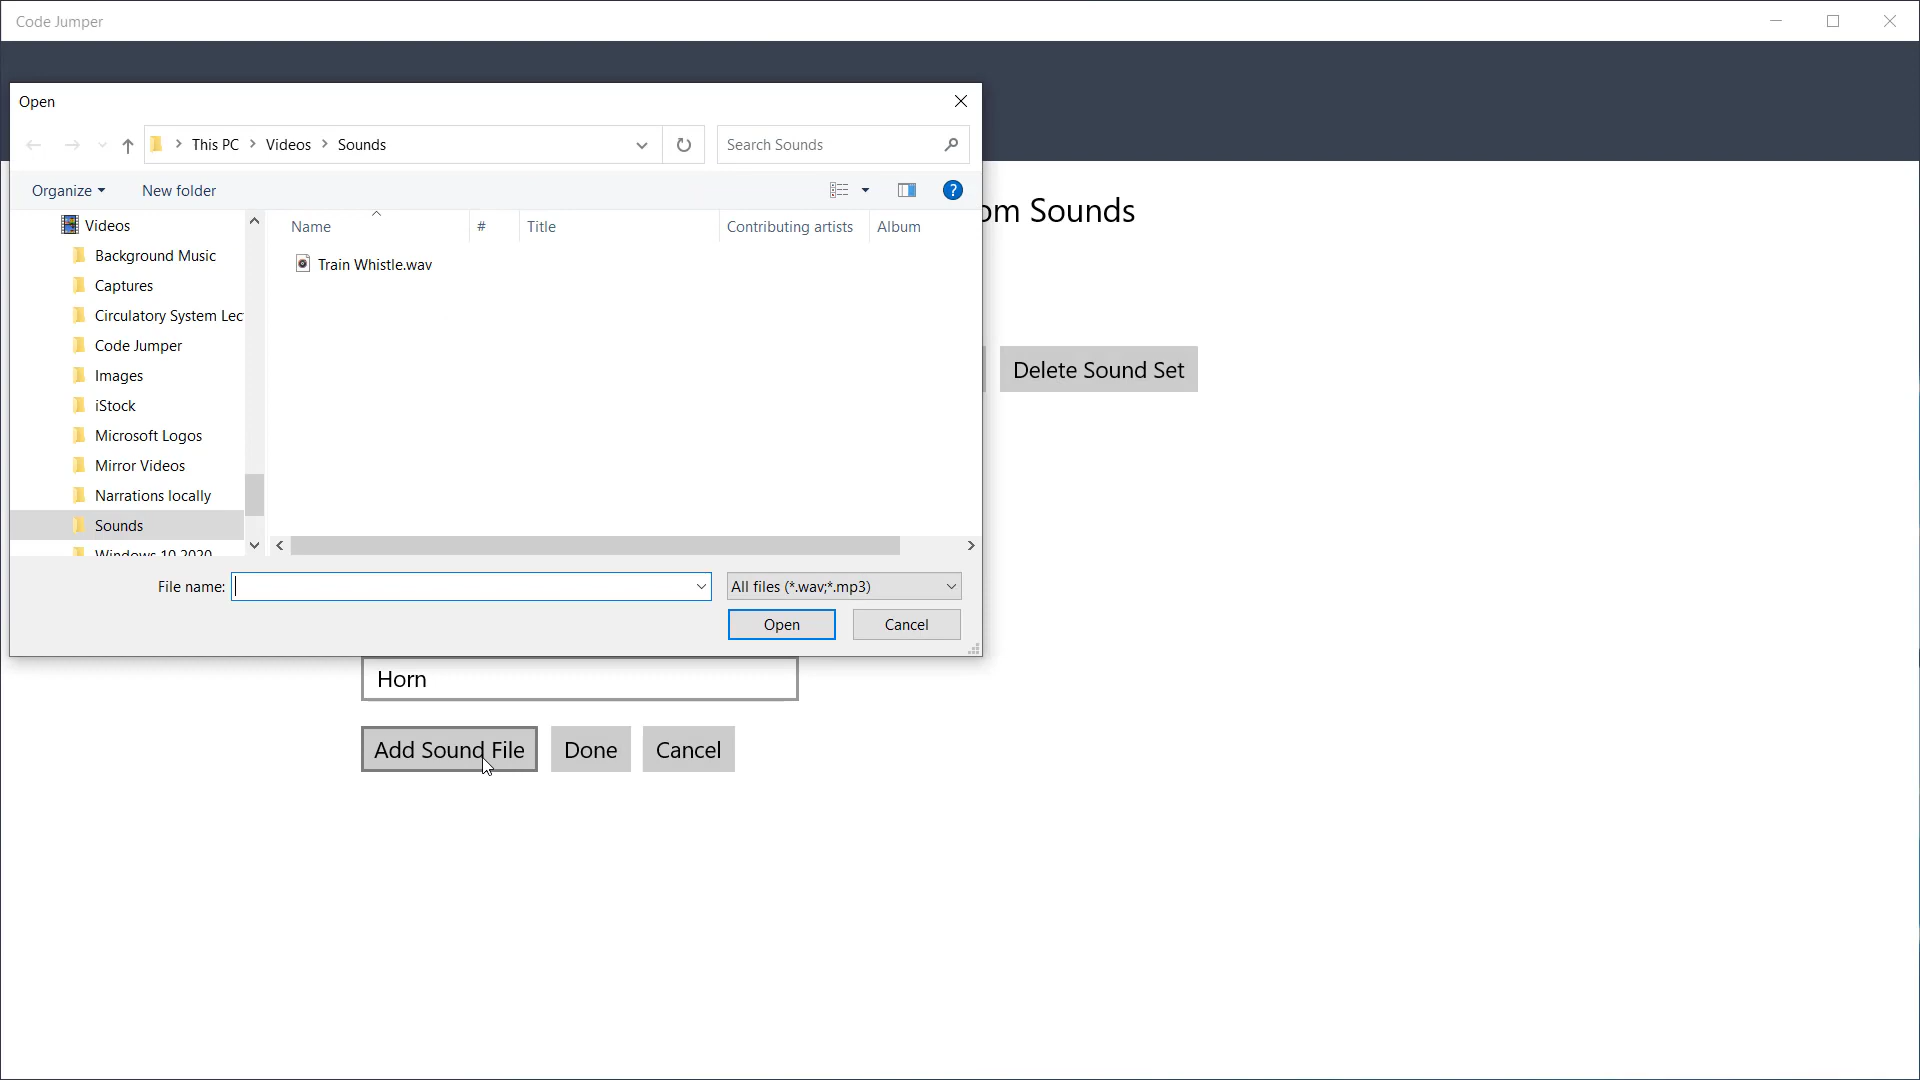 Code Jumper
Open
This PC > Videos > Sounds
Search Sounds
Organize
New folder
?
Videos
Background Music
Captures
Circulatory System Lec
Code Jumper
Images
iStock
Microsoft Logos
Mirror Videos
Narrations locally
Sounds
Windows 10 2020
Name # Title Contributing artists Album
Train Whistle.wav
File name:
All files (*.wav;*.mp3)
Open Cancel
om Sounds
Delete Sound Set
Horn
Add Sound File Done Cancel